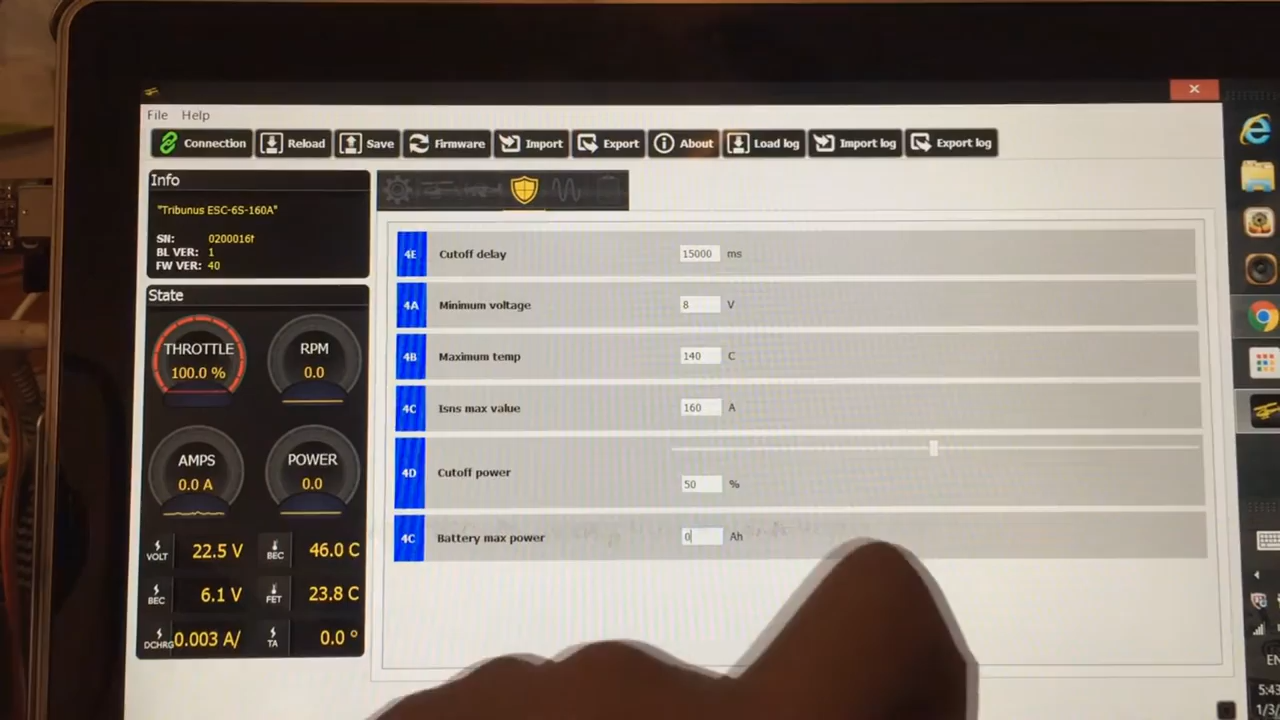 File Help
Connection Reload Save Firmware Import Export About Load log Import log Export log
Info
"Tribunus ESC-6S-160A"
SN: 0200016f
BL VER: 1
FW VER: 40
State
THROTTLE
100.0 %
RPM
0.0
AMPS
0.0 A
POWER
0.0
VOLT 22.5 V
BEC 46.0 C
BEC 6.1 V
FET 23.8 C
DCHRG 0.003 A/
TA 0.0 °
4E Cutoff delay 15000 ms
4A Minimum voltage 8 V
4B Maximum temp 140 C
4C Isns max value 160 A
4D Cutoff power 50 %
4C Battery max power 0 Ah
EN
5:43
1/3/